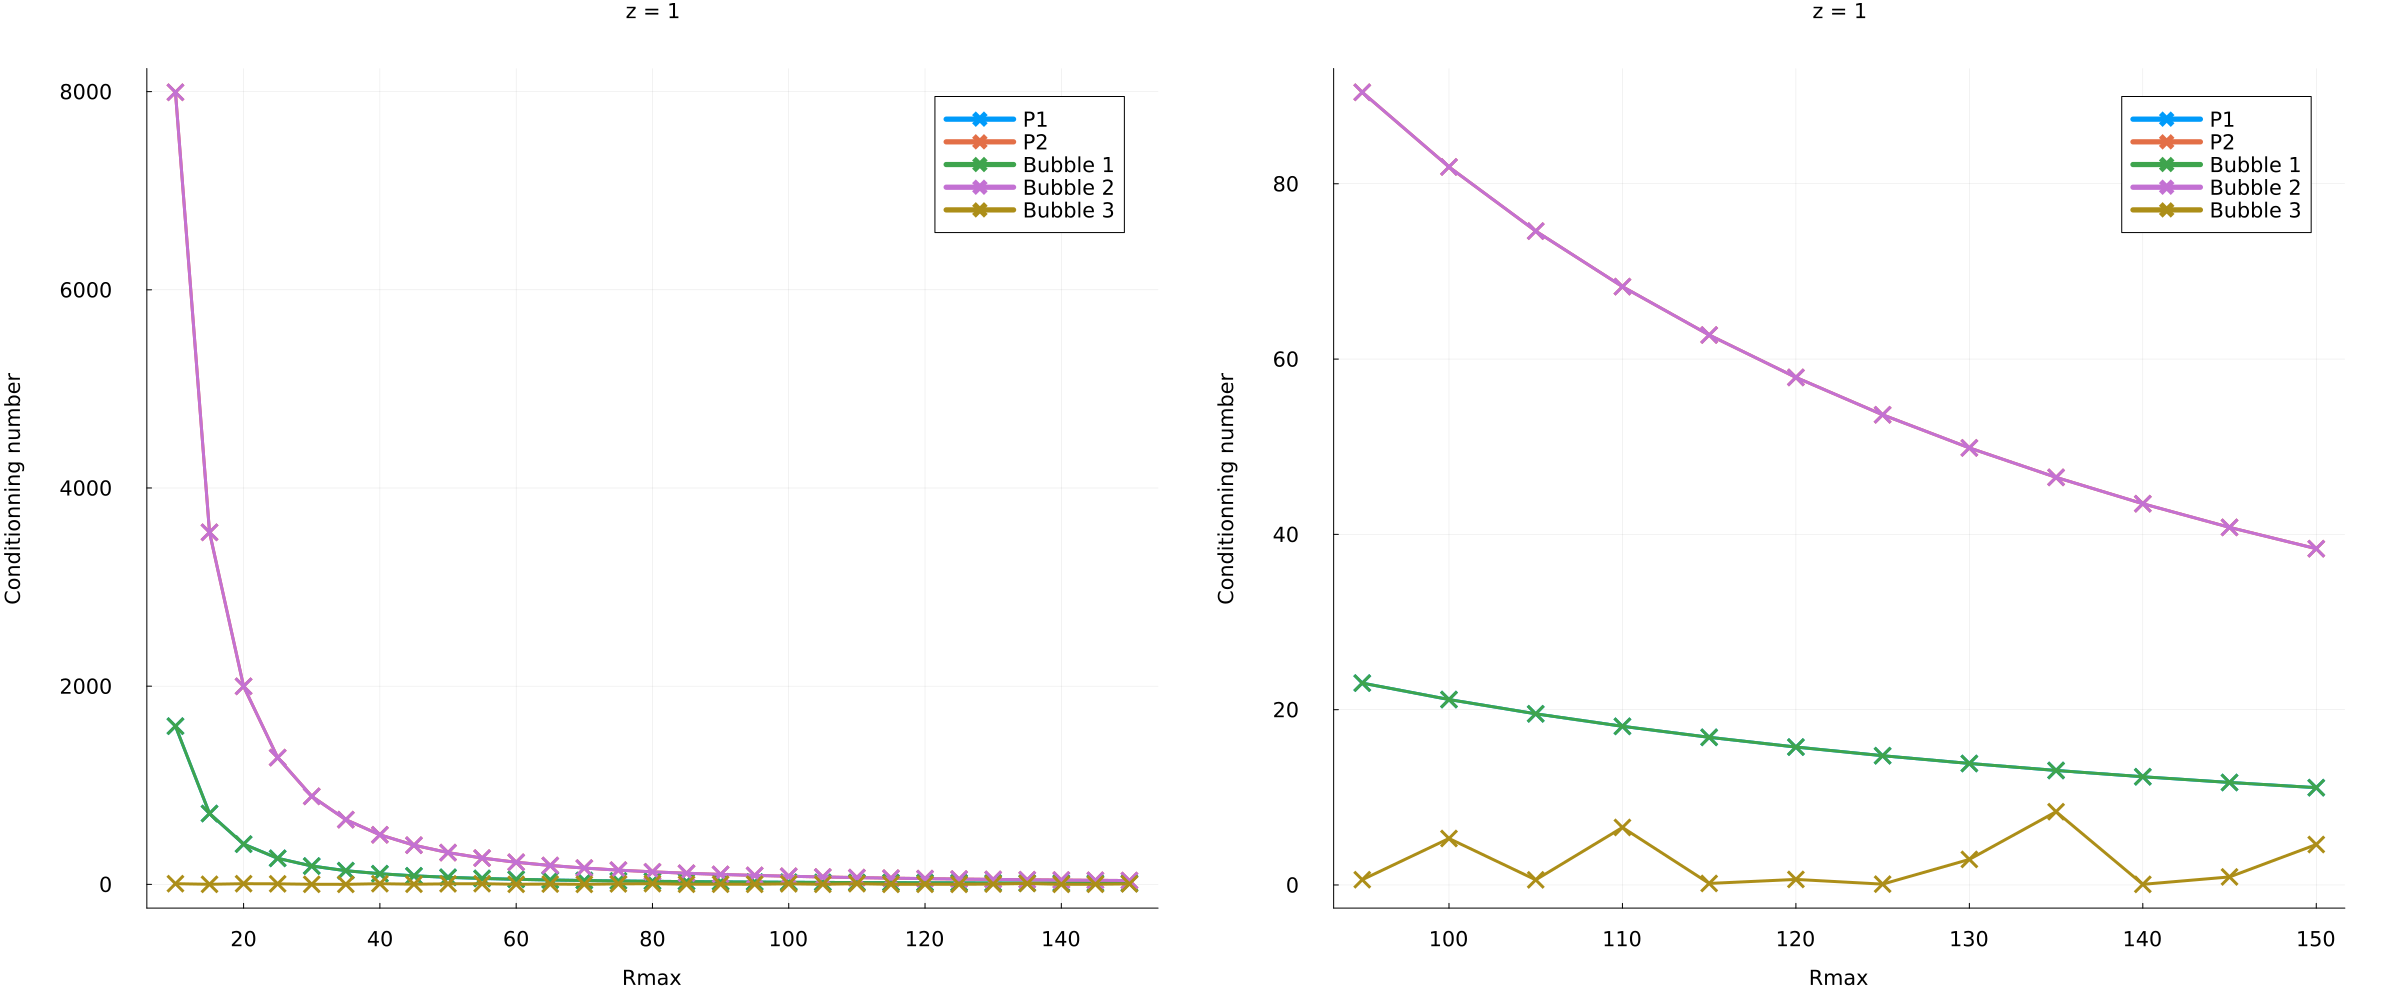 z = 1
Conditionning number
8000
6000
4000
2000
0
20
40
60
80
100
120
140
Rmax
P1
P2
Bubble 1
Bubble 2
Bubble 3
z = 1
Conditionning number
80
60
40
20
0
100
110
120
130
140
150
Rmax
P1
P2
Bubble 1
Bubble 2
Bubble 3